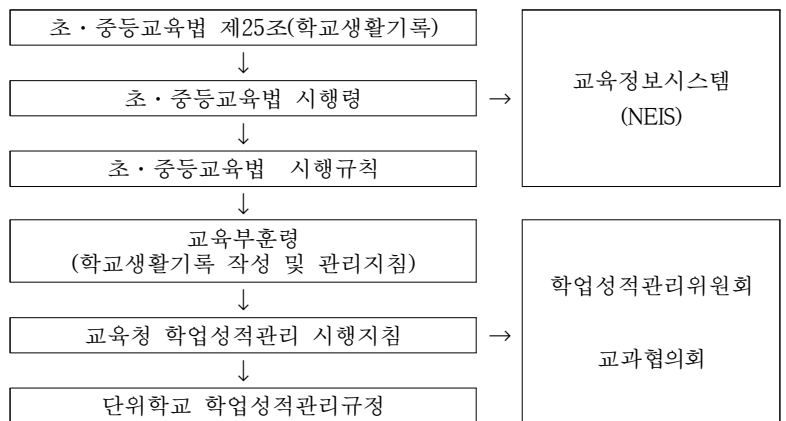 초・중등교육법 제25조(학교생활기록)
↓
초・중등교육법 시행령
→
교육정보시스템
(NEIS)
↓
초・중등교육법 시행규칙
↓
교육부훈령
(학교생활기록 작성 및 관리지침)
↓
교육청 학업성적관리 시행지침
→
학업성적관리위원회
교과협의회
↓
단위학교 학업성적관리규정